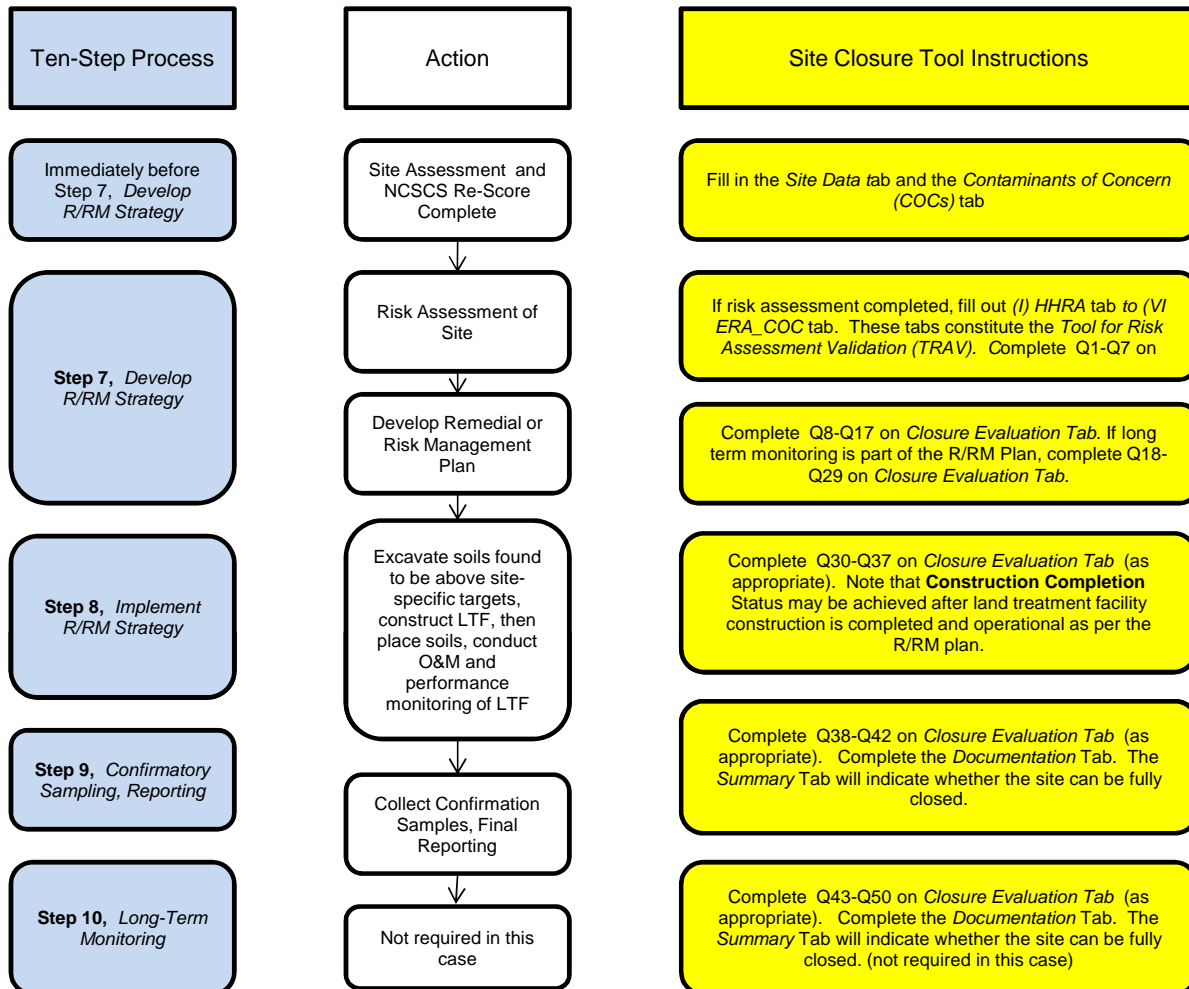 Ten-Step Process
Action
Site Closure Tool Instructions
Immediately before
Step 7, Develop
R/RM Strategy
Site Assessment and
NCSCS Re-Score
Complete
Fill in the Site Data tab and the Contaminants of Concern
(COCs) tab
Step 7, Develop
R/RM Strategy
Risk Assessment of
Site
If risk assessment completed, fill out (I) HHRA tab to (VI
ERA_COC tab. These tabs constitute the Tool for Risk
Assessment Validation (TRAV). Complete Q1-Q7 on
Develop Remedial or
Risk Management
Plan
Complete Q8-Q17 on Closure Evaluation Tab. If long
term monitoring is part of the R/RM Plan, complete Q18-
Q29 on Closure Evaluation Tab.
Step 8, Implement
R/RM Strategy
Excavate soils found
to be above site-
specific targets,
construct LTF, then
place soils, conduct
O&M and
performance
monitoring of LTF
Complete Q30-Q37 on Closure Evaluation Tab (as
appropriate). Note that Construction Completion
Status may be achieved after land treatment facility
construction is completed and operational as per the
R/RM plan.
Step 9, Confirmatory
Sampling, Reporting
Collect Confirmation
Samples, Final
Reporting
Complete Q38-Q42 on Closure Evaluation Tab (as
appropriate). Complete the Documentation Tab. The
Summary Tab will indicate whether the site can be fully
closed.
Step 10, Long-Term
Monitoring
Not required in this
case
Complete Q43-Q50 on Closure Evaluation Tab (as
appropriate). Complete the Documentation Tab. The
Summary Tab will indicate whether the site can be fully
closed. (not required in this case)